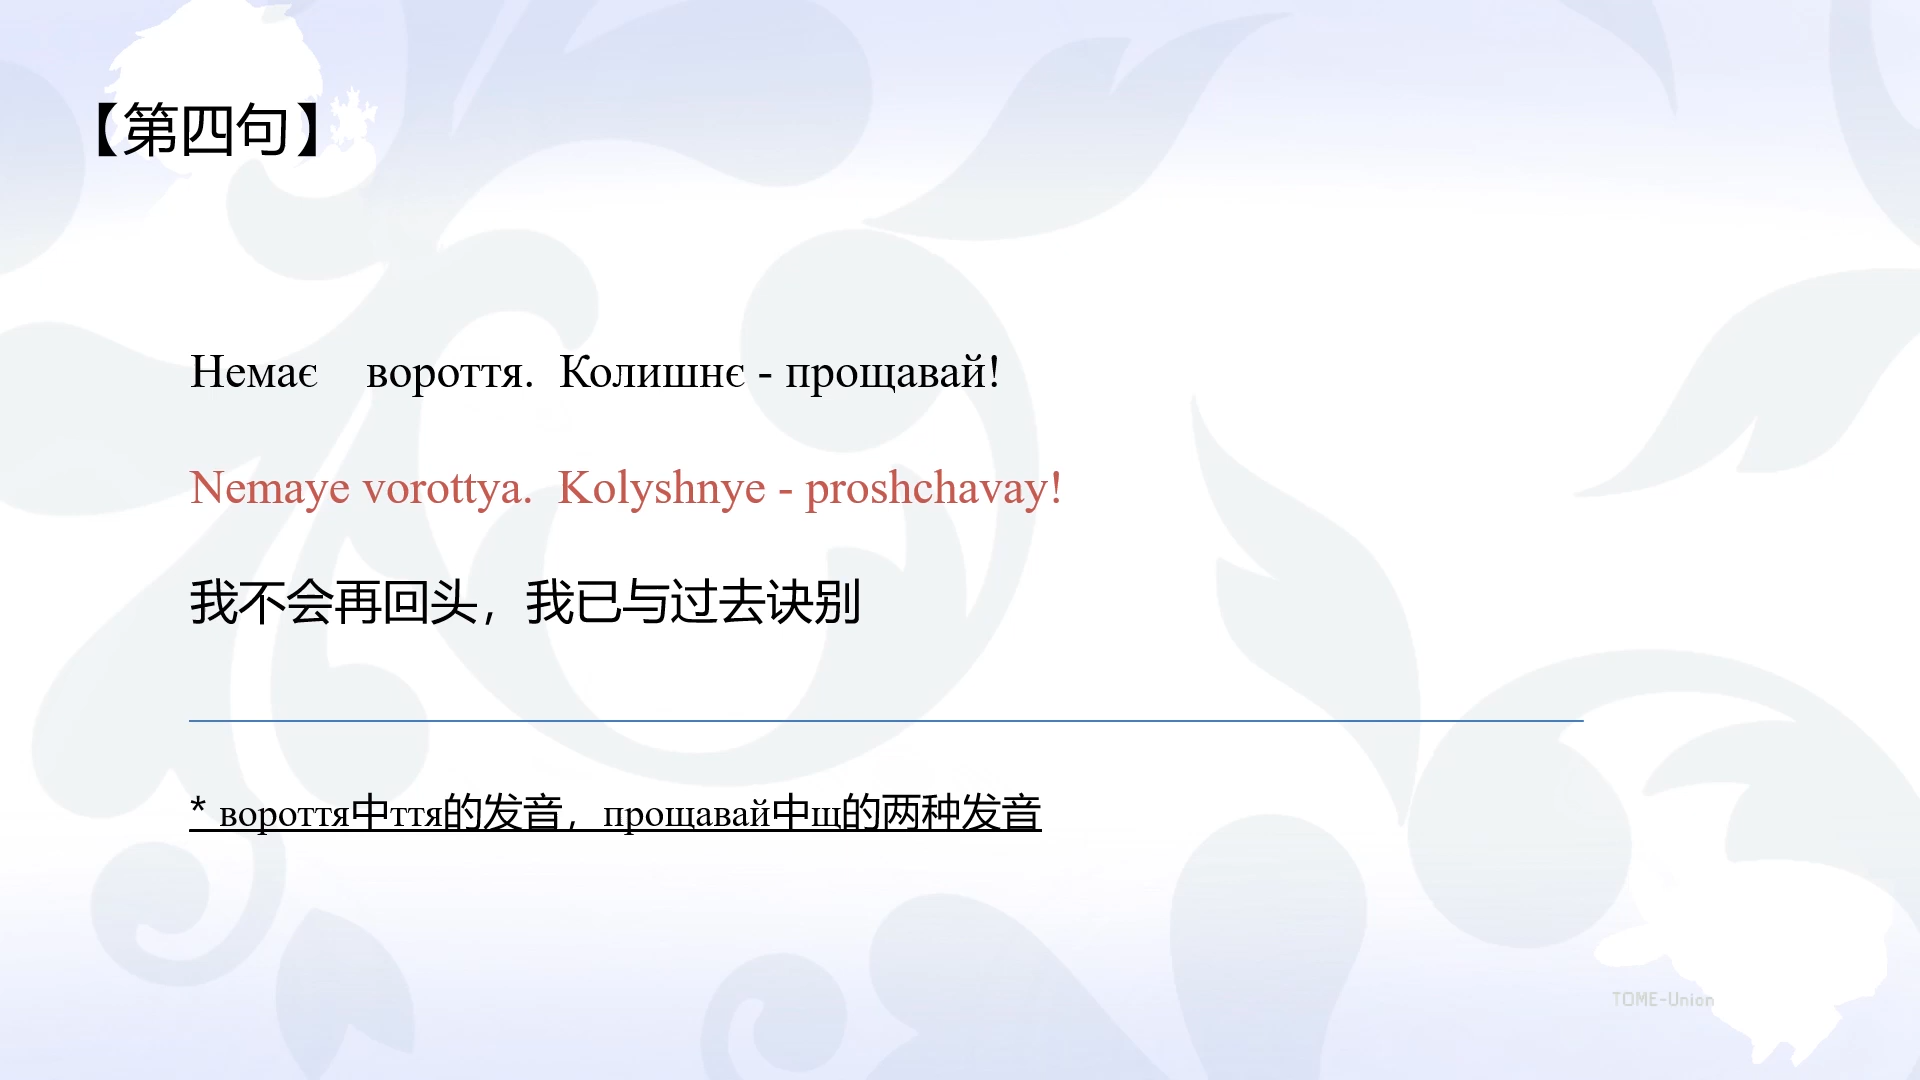 【第四句】
Немає вороття. Колишнє - прощавай!
Nemaye vorottya. Kolyshnye - proshchavay!
我不会再回头，我已与过去诀别
* вороття中ття的发音，прощавай中щ的两种发音
TOME-Union